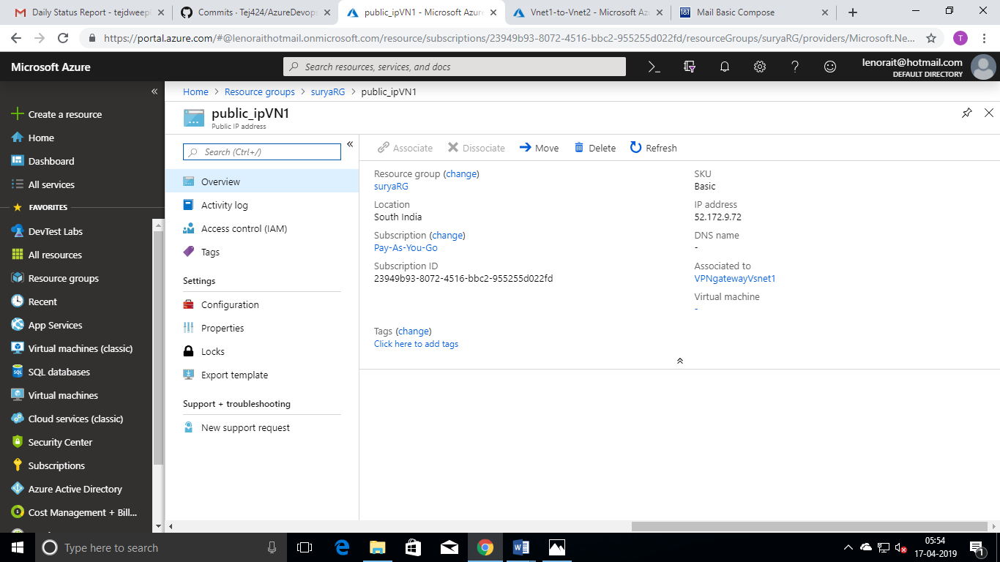 Daily Status Report - tejdweep
Commits · Tej424/AzureDevop
public_ipVN1 - Microsoft Azure
Vnet1-to-Vnet2 - Microsoft Az
Mail Basic Compose
https://portal.azure.com/#@lenoraithotmail.onmicrosoft.com/resource/subscriptions/23949b93-8072-4516-bbc2-955255d022fd/resourceGroups/suryaRG/providers/Microsoft.Ne...
T
Microsoft Azure
Search resources, services, and docs
lenorait@hotmail.com
DEFAULT DIRECTORY
Create a resource
Home
Dashboard
All services
FAVORITES
DevTest Labs
All resources
Resource groups
Recent
App Services
Virtual machines (classic)
SQL databases
Virtual machines
Cloud services (classic)
Security Center
Subscriptions
Azure Active Directory
Cost Management + Bill...
Home > Resource groups > suryaRG > public_ipVN1
public_ipVN1
Public IP address
Search (Ctrl+/)
Overview
Activity log
Access control (IAM)
Tags
Settings
Configuration
Properties
Locks
Export template
Support + troubleshooting
New support request
Associate
Dissociate
Move
Delete
Refresh
Resource group (change)
suryaRG
Location
South India
Subscription (change)
Pay-As-You-Go
Subscription ID
23949b93-8072-4516-bbc2-955255d022fd
SKU
Basic
IP address
52.172.9.72
DNS name
-
Associated to
VPNgatewayVsnet1
Virtual machine
-
Tags (change)
Click here to add tags
Type here to search
05:54
17-04-2019
1